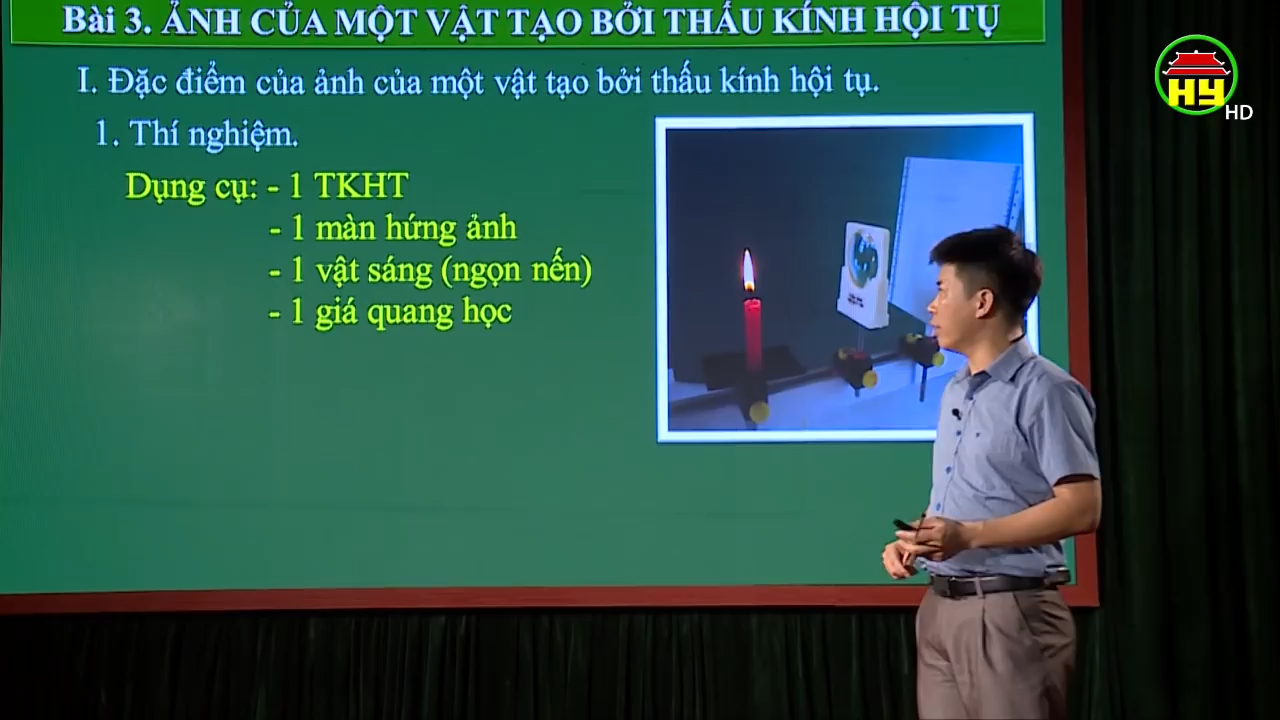 Bài 3. ẢNH CỦA MỘT VẬT TẠO BỞI THẤU KÍNH HỘI TỤ
I. Đặc điểm của ảnh của một vật tạo bởi thấu kính hội tụ.
1. Thí nghiệm.
Dụng cụ: - 1 TKHT
- 1 màn hứng ảnh
- 1 vật sáng (ngọn nến)
- 1 giá quang học
HY
HD